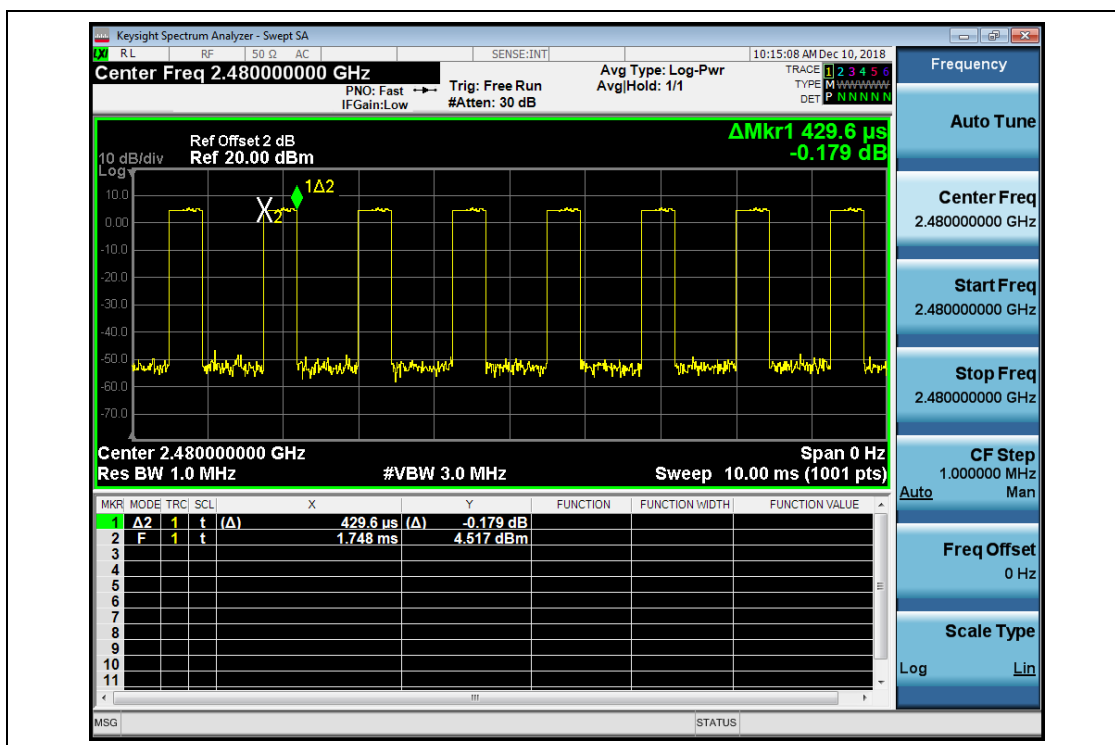 Keysight Spectrum Analyzer - Swept SA
LXI RL RF 50 Ω AC SENSE:INT 10:15:08 AM Dec 10, 2018
Center Freq 2.480000000 GHz
PNO: Fast
IFGain:Low
Trig: Free Run
#Atten: 30 dB
Avg Type: Log-Pwr
Avg|Hold: 1/1
TRACE 1 2 3 4 5 6
TYPE M WWWWW
DET P N N N N N
ΔMkr1 429.6 µs
-0.179 dB
Ref Offset 2 dB
10 dB/div Ref 20.00 dBm
Log
10.0
0.00
-10.0
-20.0
-30.0
-40.0
-50.0
-60.0
-70.0
1Δ2
X2
Center 2.480000000 GHz Span 0 Hz
Res BW 1.0 MHz #VBW 3.0 MHz Sweep 10.00 ms (1001 pts)
MKR MODE TRC SCL X Y FUNCTION FUNCTION WIDTH FUNCTION VALUE
1 Δ2 1 t (Δ) 429.6 µs (Δ) -0.179 dB
2 F 1 t 1.748 ms 4.517 dBm
3
4
5
6
7
8
9
10
11
MSG STATUS
Frequency
Auto Tune
Center Freq
2.480000000 GHz
Start Freq
2.480000000 GHz
Stop Freq
2.480000000 GHz
CF Step
1.000000 MHz
Auto Man
Freq Offset
0 Hz
Scale Type
Log Lin